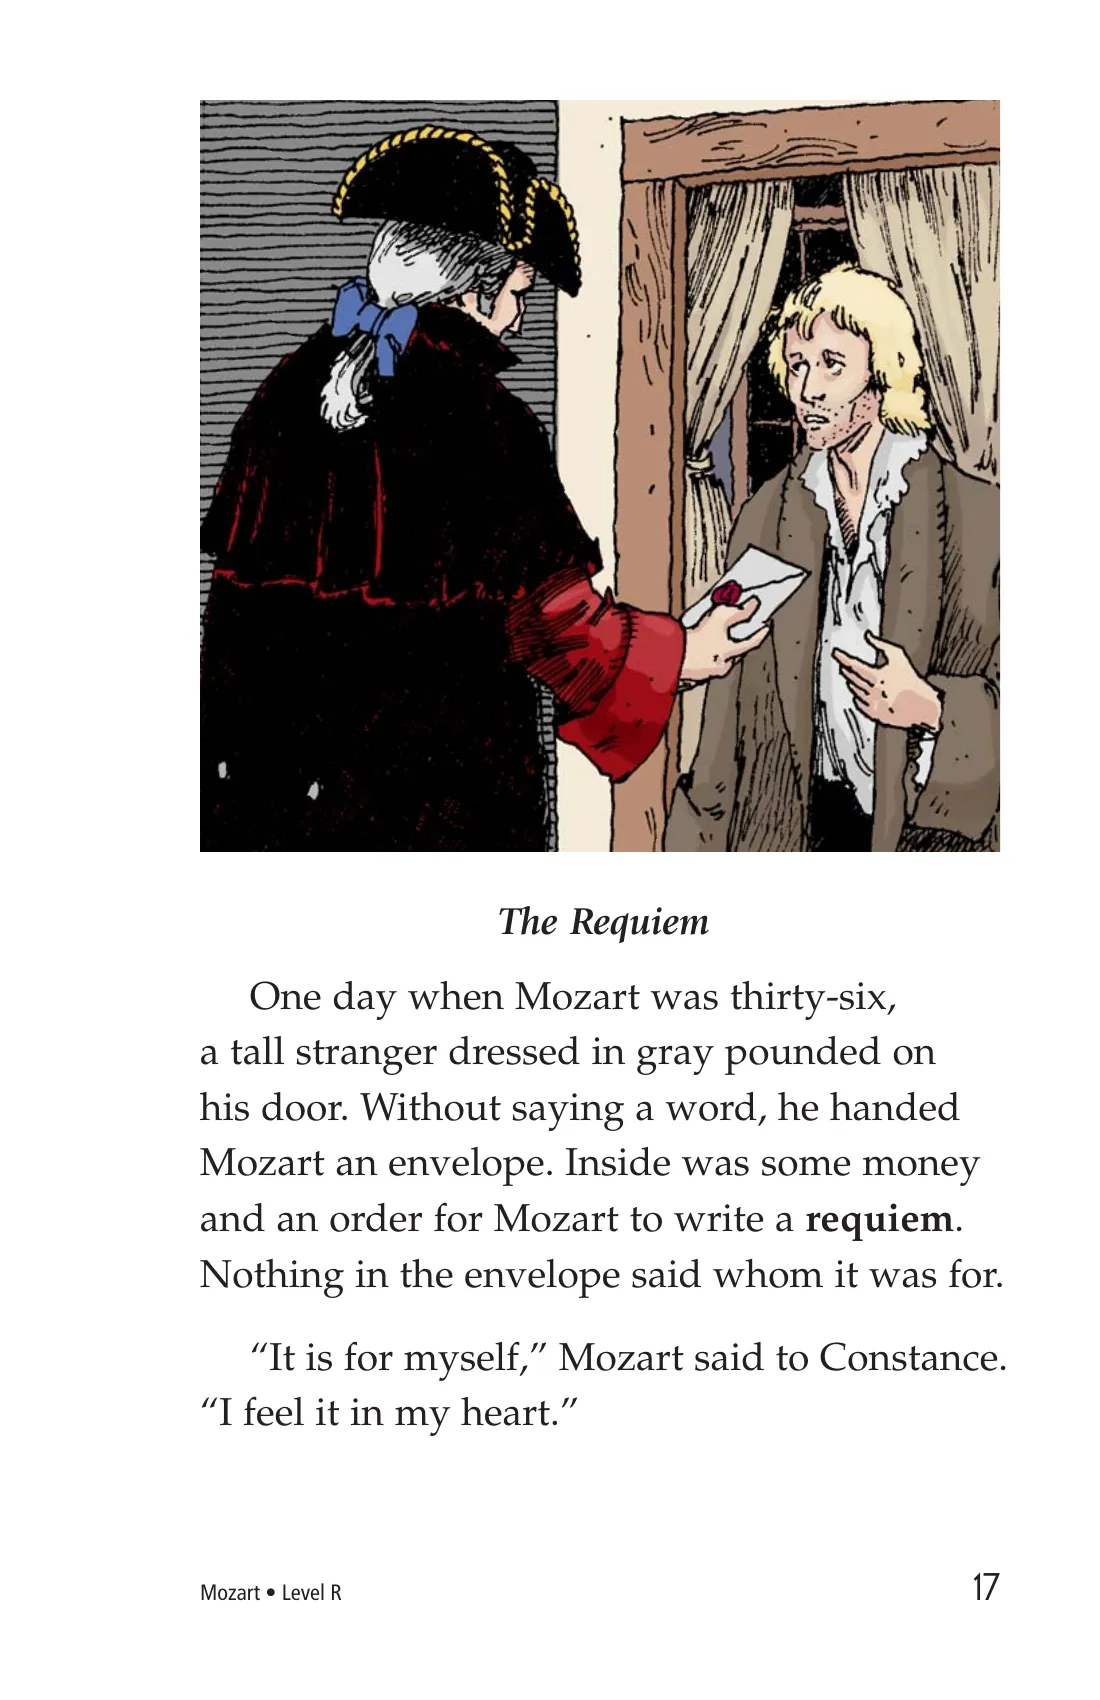 The Requiem
One day when Mozart was thirty-six,
a tall stranger dressed in gray pounded on
his door. Without saying a word, he handed
Mozart an envelope. Inside was some money
and an order for Mozart to write a requiem.
Nothing in the envelope said whom it was for.
“It is for myself,” Mozart said to Constance.
“I feel it in my heart.”
Mozart • Level R
17